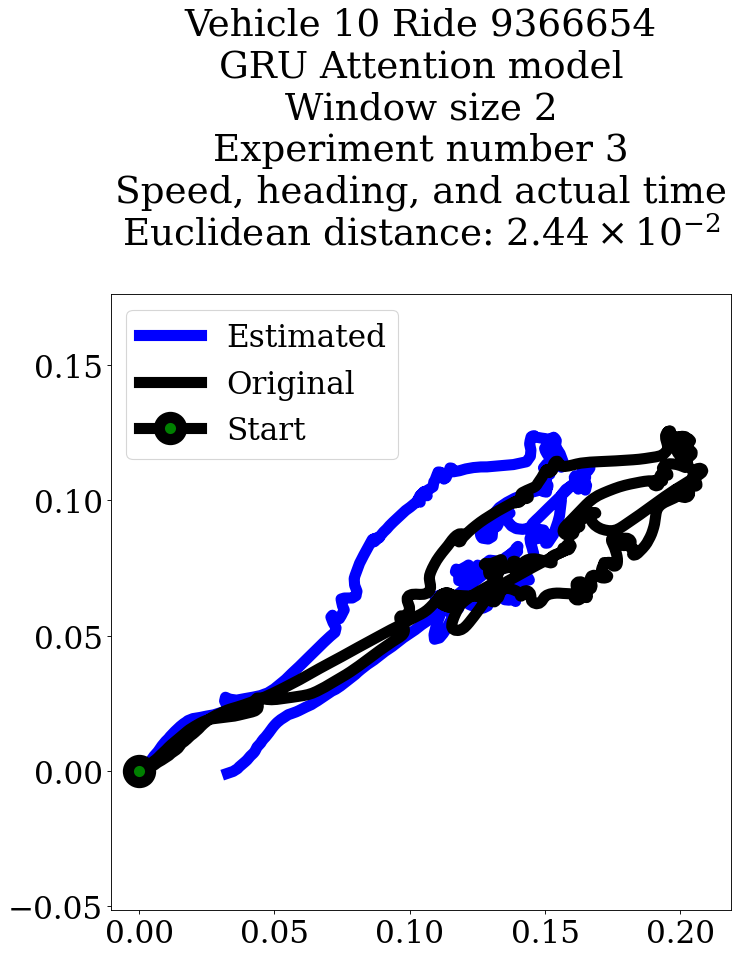 Vehicle 10 Ride 9366654
GRU Attention model
Window size 2
Experiment number 3
Speed, heading, and actual time
Euclidean distance: 2.44 × 10⁻²
Estimated
Original
Start
0.15
0.10
0.05
0.00
−0.05
0.00 0.05 0.10 0.15 0.20